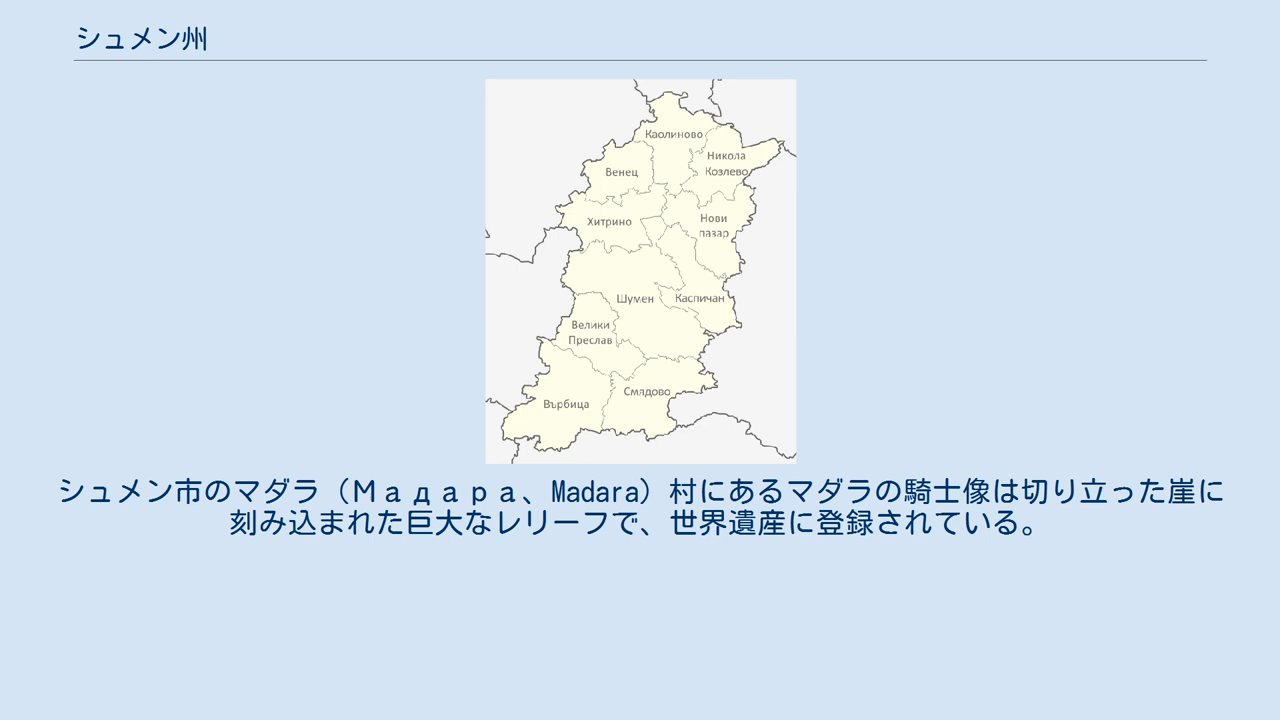 シュメン州
Каолиново
Никола
Козлево
Венец
Хитрино
Нови
пазар
Шумен
Каспичан
Велики
Преслав
Смядово
Върбица
シュメン市のマダラ（Мадара、Madara）村にあるマダラの騎士像は切り立った崖に
刻み込まれた巨大なレリーフで、世界遺産に登録されている。